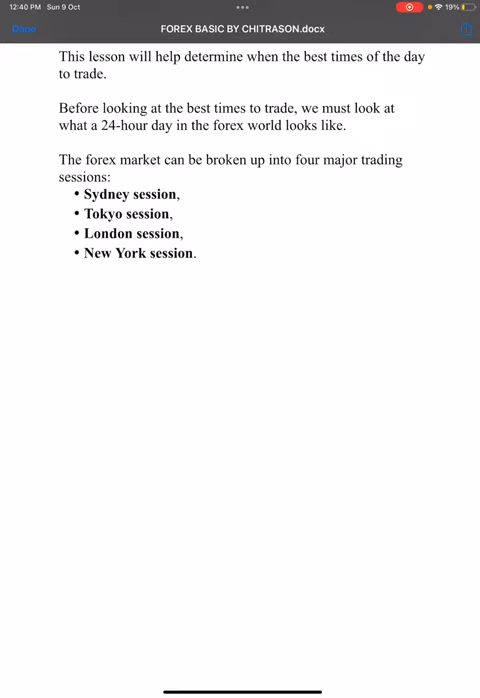 12:40 PM Sun 9 Oct
19%
Done
FOREX BASIC BY CHITRASON.docx
This lesson will help determine when the best times of the day
to trade.
Before looking at the best times to trade, we must look at
what a 24-hour day in the forex world looks like.
The forex market can be broken up into four major trading
sessions:
• Sydney session,
• Tokyo session,
• London session,
• New York session.